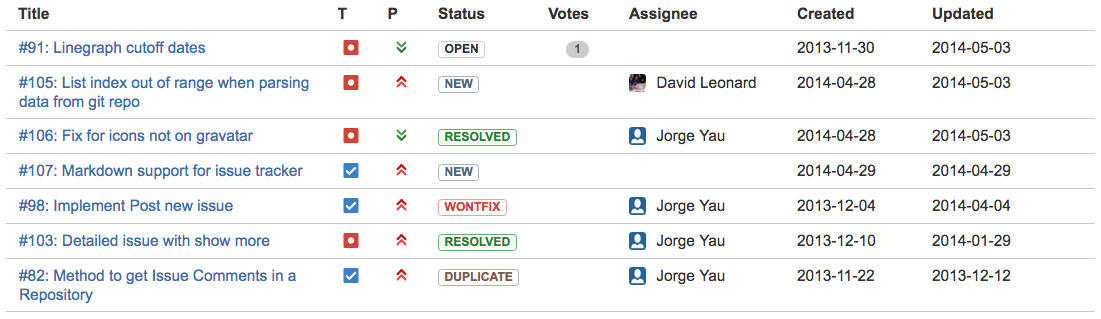 Title T P Status Votes Assignee Created Updated
#91: Linegraph cutoff dates OPEN 1 2013-11-30 2014-05-03
#105: List index out of range when parsing NEW David Leonard 2014-04-28 2014-05-03
data from git repo
#106: Fix for icons not on gravatar RESOLVED Jorge Yau 2014-04-28 2014-05-03
#107: Markdown support for issue tracker NEW 2014-04-29 2014-04-29
#98: Implement Post new issue WONTFIX Jorge Yau 2013-12-04 2014-04-04
#103: Detailed issue with show more RESOLVED Jorge Yau 2013-12-10 2014-01-29
#82: Method to get Issue Comments in a DUPLICATE Jorge Yau 2013-11-22 2013-12-12
Repository